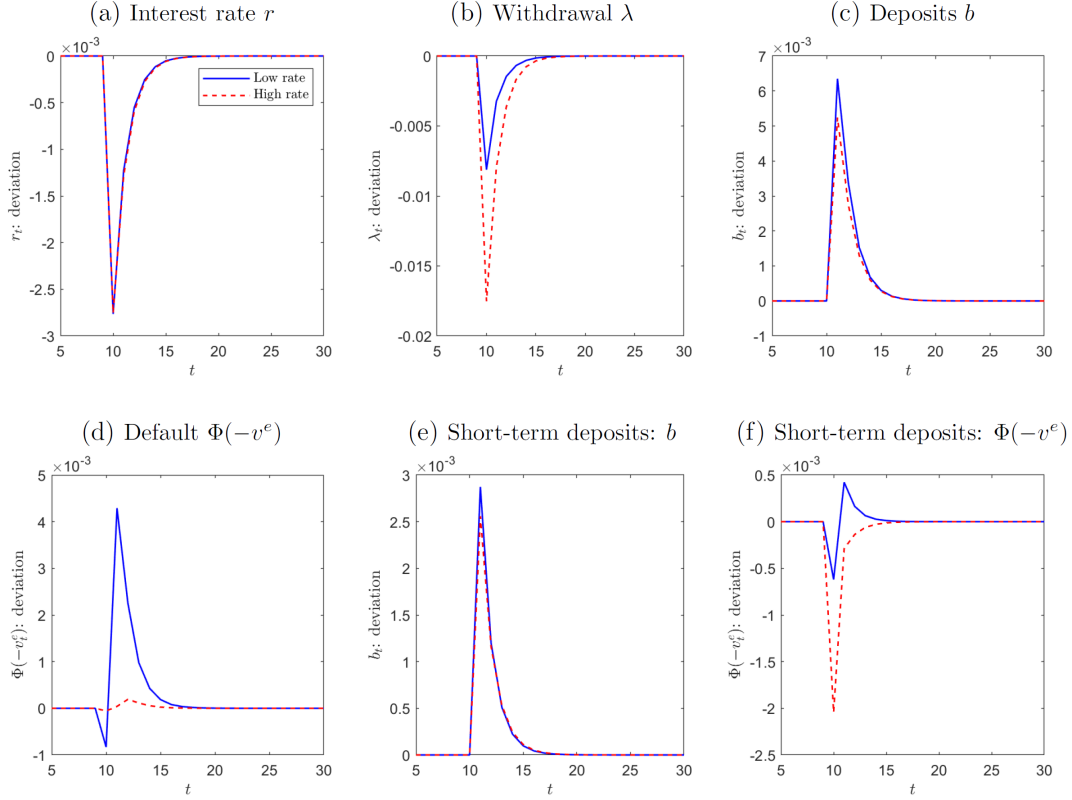 (a) Interest rate r
(b) Withdrawal λ
(c) Deposits b
×10⁻³
0
-0.5
-1
-1.5
-2
-2.5
-3
5 10 15 20 25 30
t
r_t: deviation
Low rate
High rate
0
-0.005
-0.01
-0.015
-0.02
5 10 15 20 25 30
t
λ_t: deviation
×10⁻³
7
6
5
4
3
2
1
0
-1
5 10 15 20 25 30
t
b_t: deviation
(d) Default Φ(−v^e)
(e) Short-term deposits: b
(f) Short-term deposits: Φ(−v^e)
×10⁻³
5
4
3
2
1
0
-1
5 10 15 20 25 30
t
Φ(−v_t^e): deviation
×10⁻³
3
2.5
2
1.5
1
0.5
0
5 10 15 20 25 30
t
b_t: deviation
×10⁻³
0.5
0
-0.5
-1
-1.5
-2
-2.5
5 10 15 20 25 30
t
Φ(−v_t^e): deviation